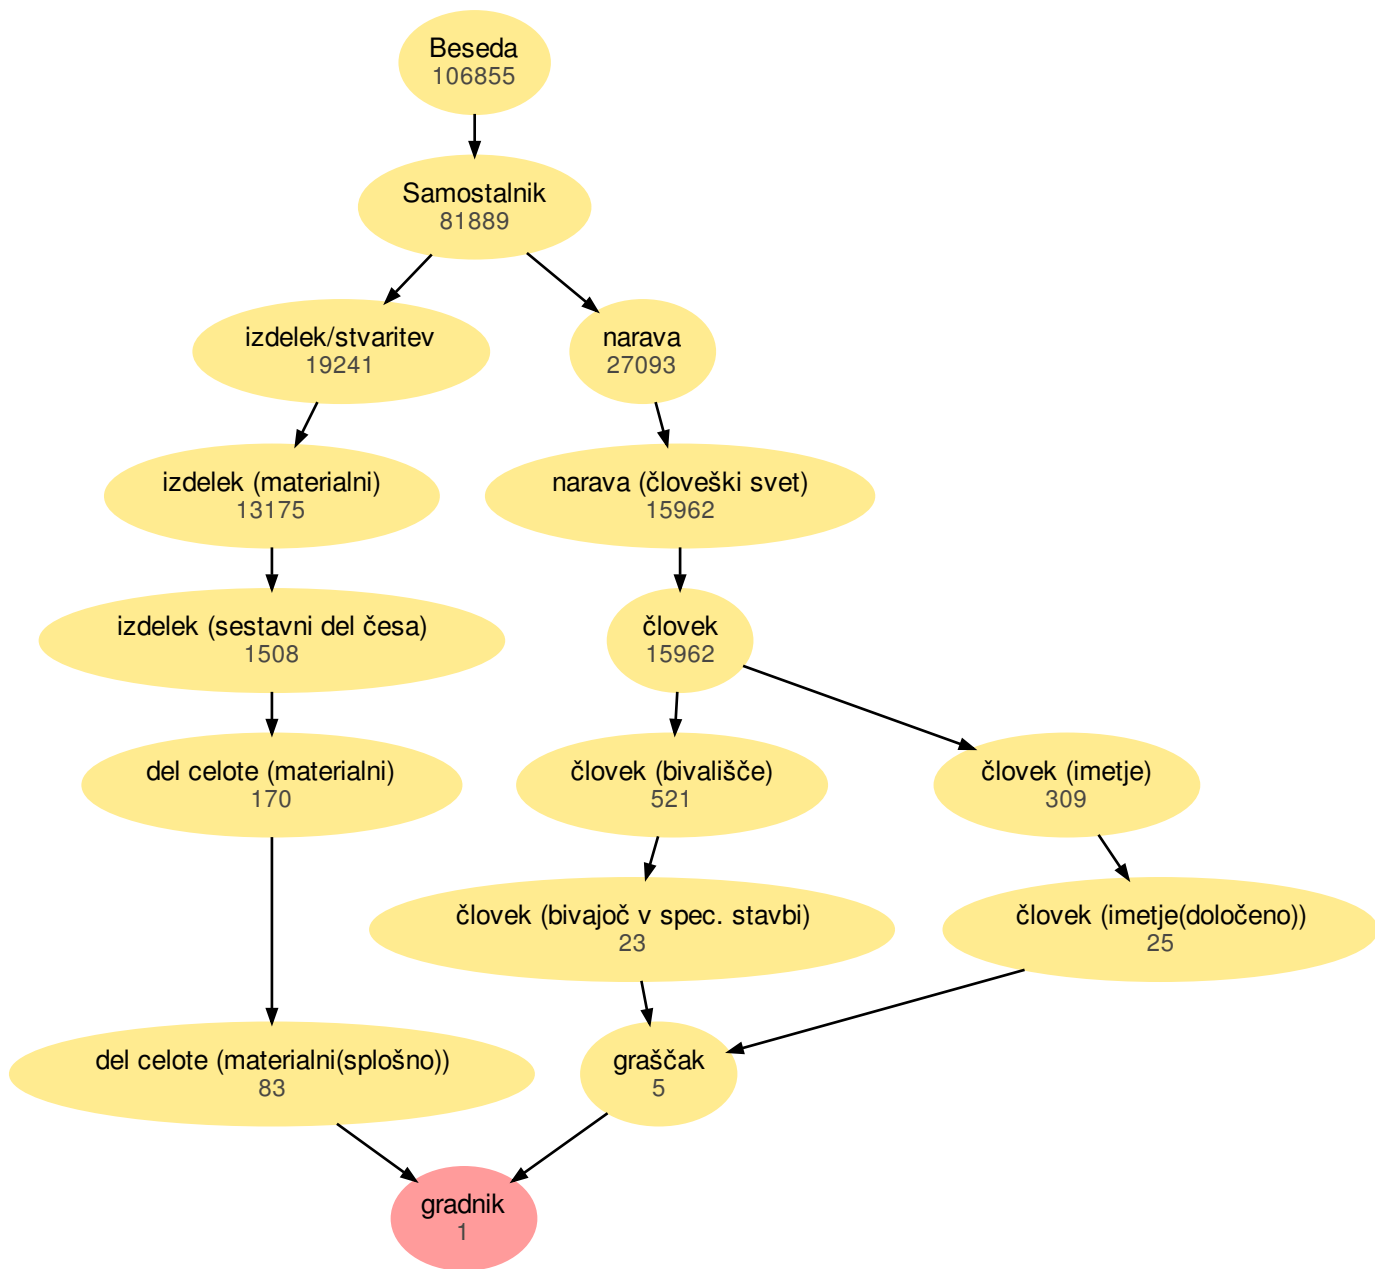 Beseda
106855
Samostalnik
81889
izdelek/stvaritev
19241
narava
27093
izdelek (materialni)
13175
narava (človeški svet)
15962
izdelek (sestavni del česa)
1508
človek
15962
del celote (materialni)
170
človek (bivališče)
521
človek (imetje)
309
človek (bivajoč v spec. stavbi)
23
človek (imetje(določeno))
25
del celote (materialni(splošno))
83
graščak
5
gradnik
1